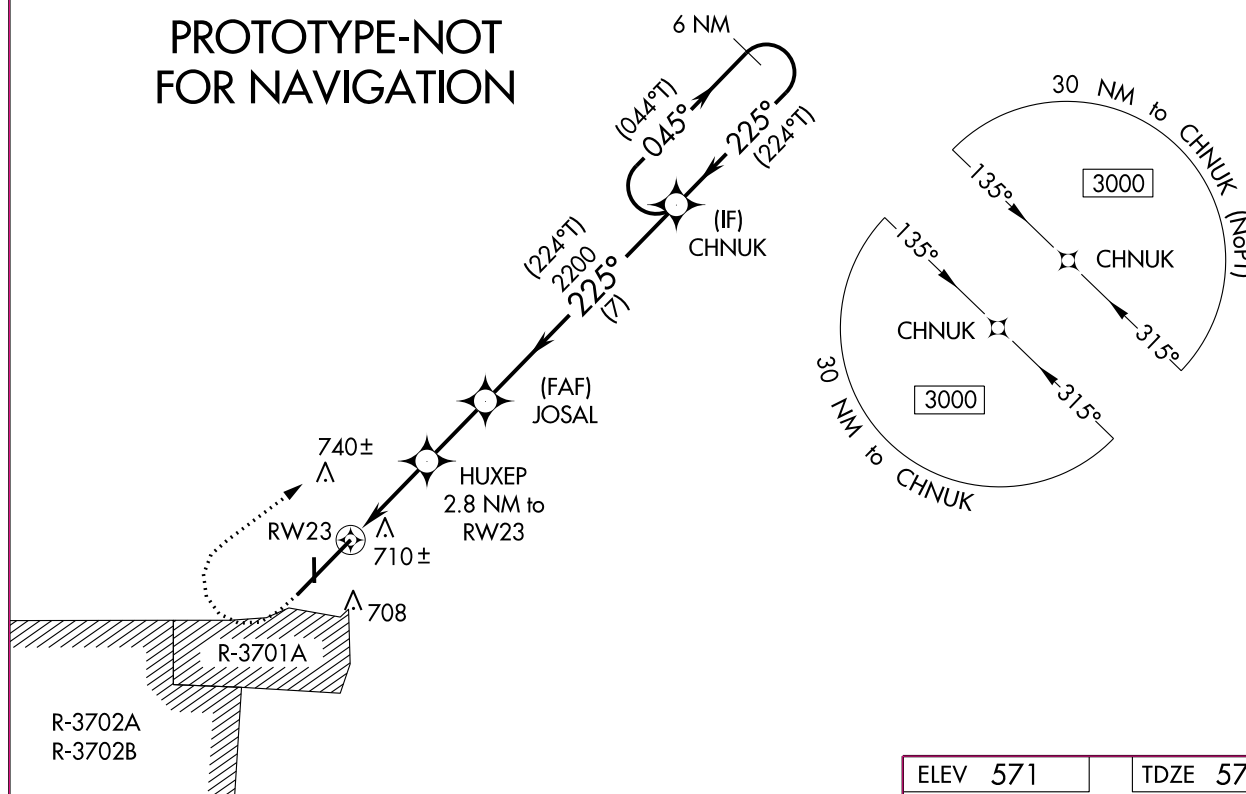 PROTOTYPE-NOT
FOR NAVIGATION
6 NM
(044°T)
045°
225°
(224°T)
(IF)
CHNUK
(224°T)
2200
225°
(7)
(FAF)
JOSAL
HUXEP
2.8 NM to
RW23
740±
RW23
710±
708
R-3701A
R-3702A
R-3702B
30 NM to CHNUK (NoPT)
135°
3000
CHNUK
315°
135°
CHNUK
3000
315°
30 NM to CHNUK
ELEV 571
TDZE 57